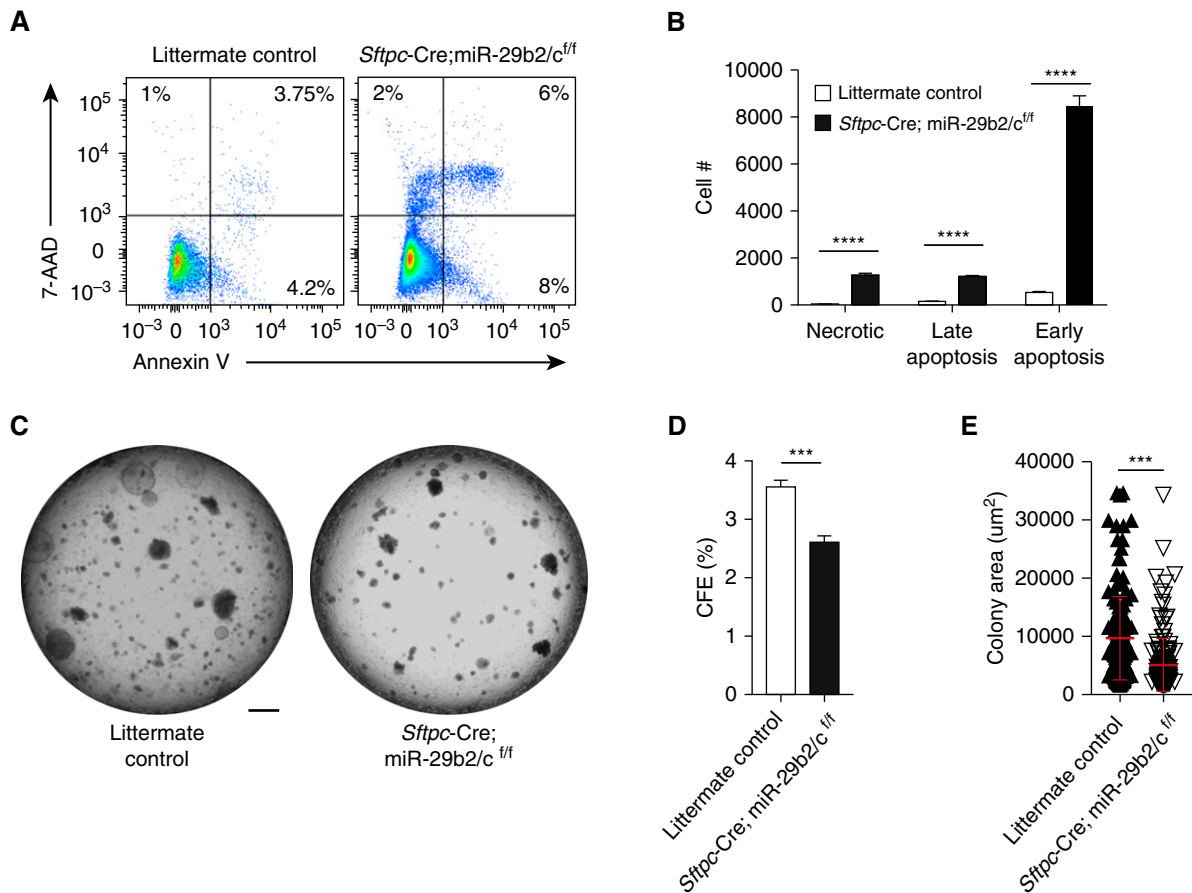 A
Littermate control
Sftpc-Cre;miR-29b2/c^f/f
1%
3.75%
2%
6%
10^5
10^4
10^3
0
10^−3
4.2%
8%
7-AAD
10^−3 0 10^3 10^4 10^5
10^−3 0 10^3 10^4 10^5
Annexin V
B
10000
8000
6000
4000
2000
0
Cell #
Littermate control
Sftpc-Cre; miR-29b2/c^f/f
****
****
****
Necrotic
Late
apoptosis
Early
apoptosis
C
Littermate
control
Sftpc-Cre;
miR-29b2/c f/f
D
4
3
2
1
0
CFE (%)
***
Littermate control
Sftpc-Cre; miR-29b2/c f/f
E
40000
30000
20000
10000
0
Colony area (um²)
***
Littermate control
Sftpc-Cre; miR-29b2/c f/f